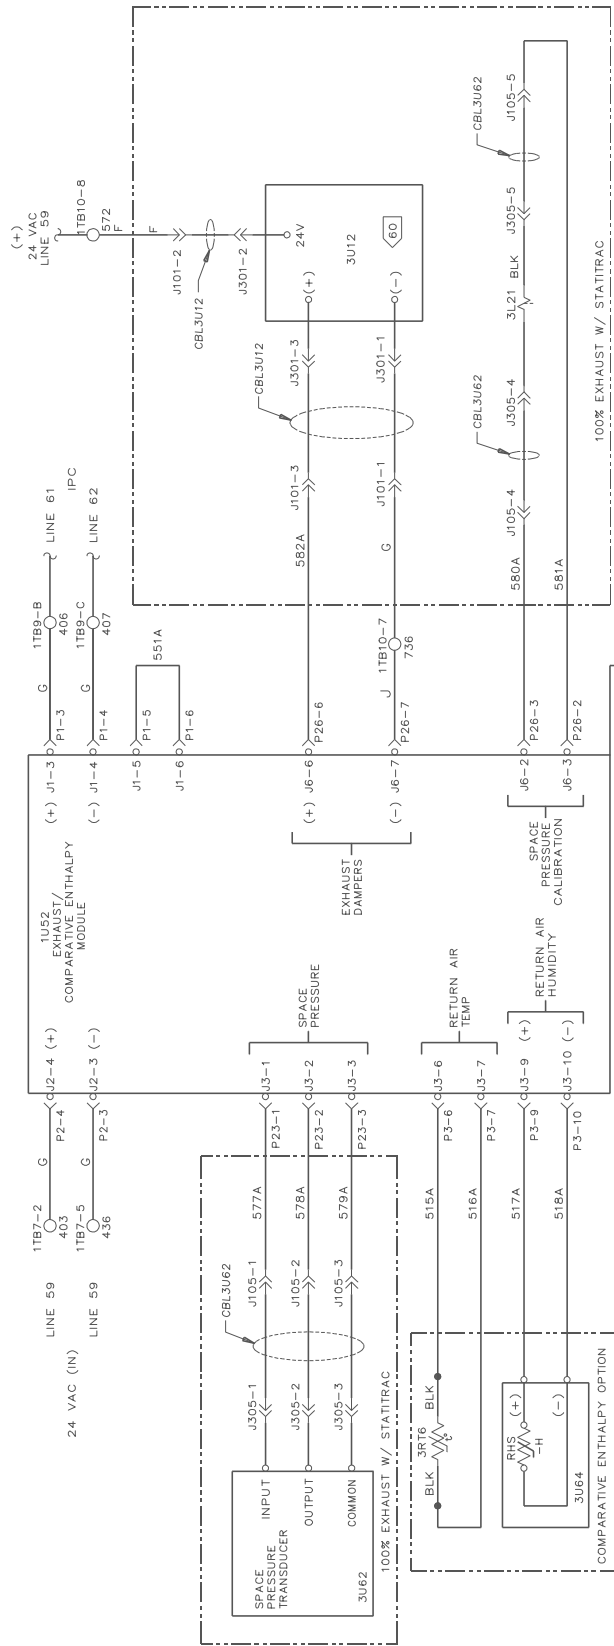 24 VAC (IN)
LINE 59
LINE 59
1TB7-2
403
1TB7-5
436
G
G
P2-4
P2-3
J2-4 (+)
J2-3 (-)
1U52
EXHAUST/
COMPARATIVE ENTHALPY
MODULE
(+) J1-3
(-) J1-4
J1-5
J1-6
P1-3
P1-4
P1-5
P1-6
G
G
1TB9-B
406
1TB9-C
407
551A
LINE 61
LINE 62
IPC
(+)
24 VAC
LINE 59
1TB10-8
572
F
F
J101-2
CBL3U12
J301-2
24V
3U12
60
(+)
(-)
J301-3
J301-1
CBL3U12
J101-3
J101-1
582A
G
1TB10-7
736
J
P26-6
P26-7
(+) J6-6
(-) J6-7
EXHAUST
DAMPERS
SPACE
PRESSURE
TRANSDUCER
3U62
INPUT
OUTPUT
COMMON
J305-1
J305-2
J305-3
CBL3U62
J105-1
J105-2
J105-3
100% EXHAUST W/ STATITRAC
577A
578A
579A
P23-1
P23-2
P23-3
J3-1
J3-2
J3-3
SPACE
PRESSURE
BLK
3RT6
t°
BLK
515A
516A
P3-6
P3-7
J3-6
J3-7
RETURN AIR
TEMP
RHS
-H
(+)
(-)
3U64
COMPARATIVE ENTHALPY OPTION
517A
518A
P3-9
P3-10
J3-9 (+)
J3-10 (-)
RETURN AIR
HUMIDITY
SPACE
PRESSURE
CALIBRATION
J6-2
J6-3
P26-3
P26-2
580A
581A
J105-4
CBL3U62
J305-4
3L21
BLK
J305-5
CBL3U62
J105-5
100% EXHAUST W/ STATITRAC